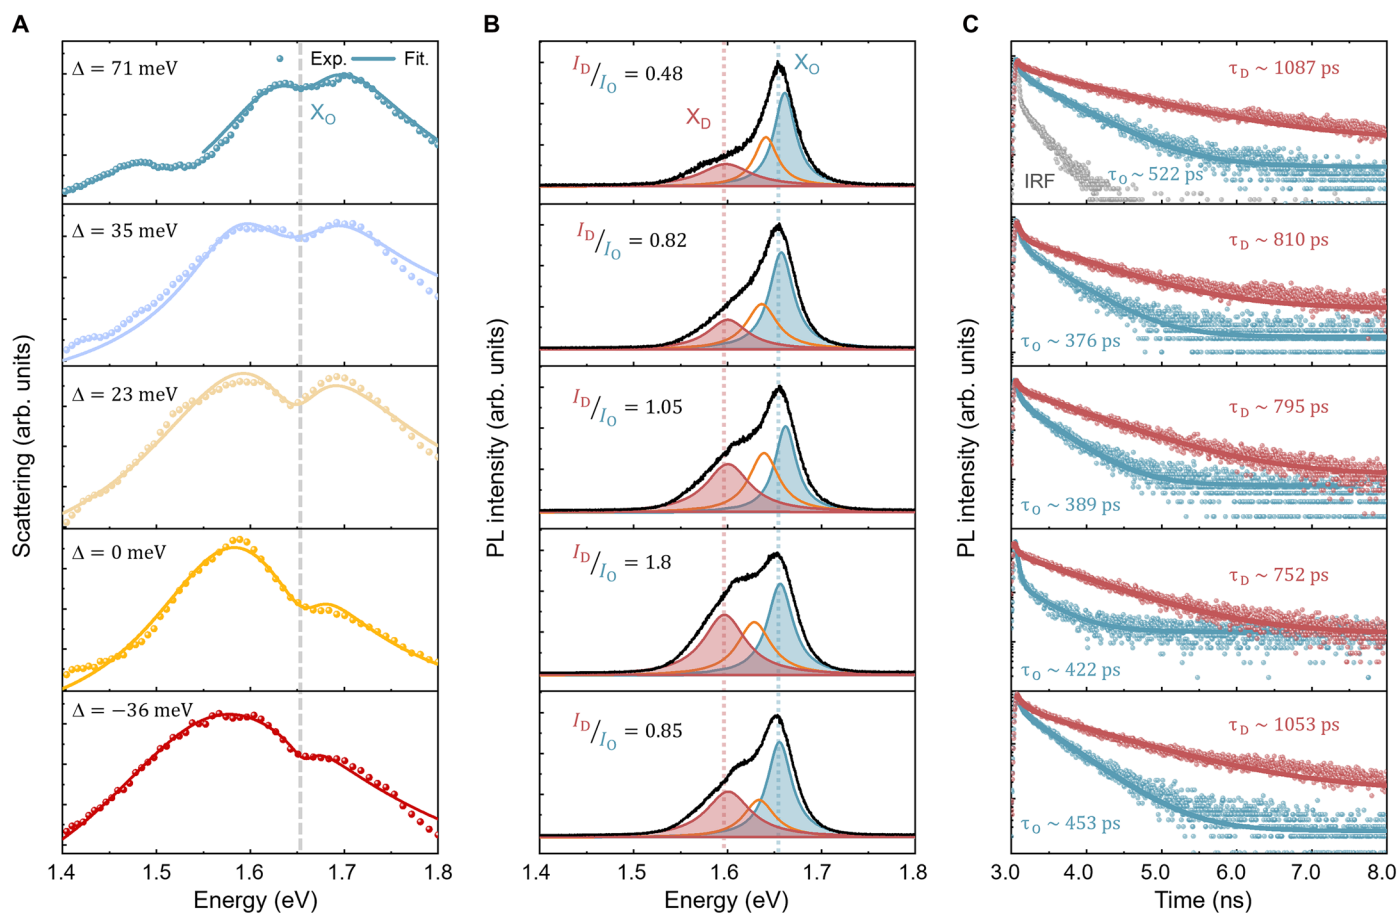 A
B
C
Δ = 71 meV
Exp.
Fit.
X_O
Δ = 35 meV
Δ = 23 meV
Δ = 0 meV
Δ = −36 meV
Scattering (arb. units)
1.4 1.5 1.6 1.7 1.8
Energy (eV)
I_D/I_O = 0.48
X_D
X_O
I_D/I_O = 0.82
I_D/I_O = 1.05
I_D/I_O = 1.8
I_D/I_O = 0.85
PL intensity (arb. units)
1.4 1.5 1.6 1.7 1.8
Energy (eV)
τ_D ~ 1087 ps
IRF
τ_O ~ 522 ps
τ_D ~ 810 ps
τ_O ~ 376 ps
τ_D ~ 795 ps
τ_O ~ 389 ps
τ_D ~ 752 ps
τ_O ~ 422 ps
τ_D ~ 1053 ps
τ_O ~ 453 ps
PL intensity (arb. units)
3.0 4.0 5.0 6.0 7.0 8.0
Time (ns)